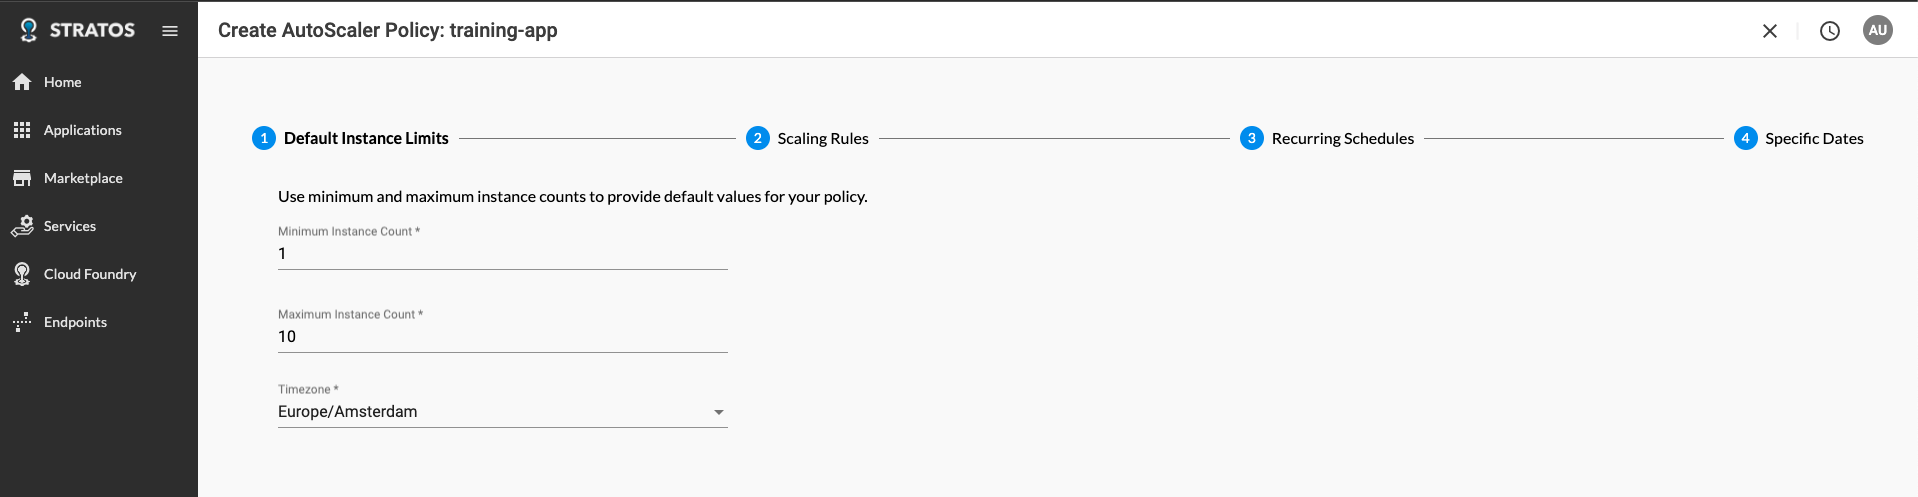 STRATOS
Home
Applications
Marketplace
Services
Cloud Foundry
Endpoints
Create AutoScaler Policy: training-app
AU
1 Default Instance Limits
2 Scaling Rules
3 Recurring Schedules
4 Specific Dates
Use minimum and maximum instance counts to provide default values for your policy.
Minimum Instance Count *
1
Maximum Instance Count *
10
Timezone *
Europe/Amsterdam